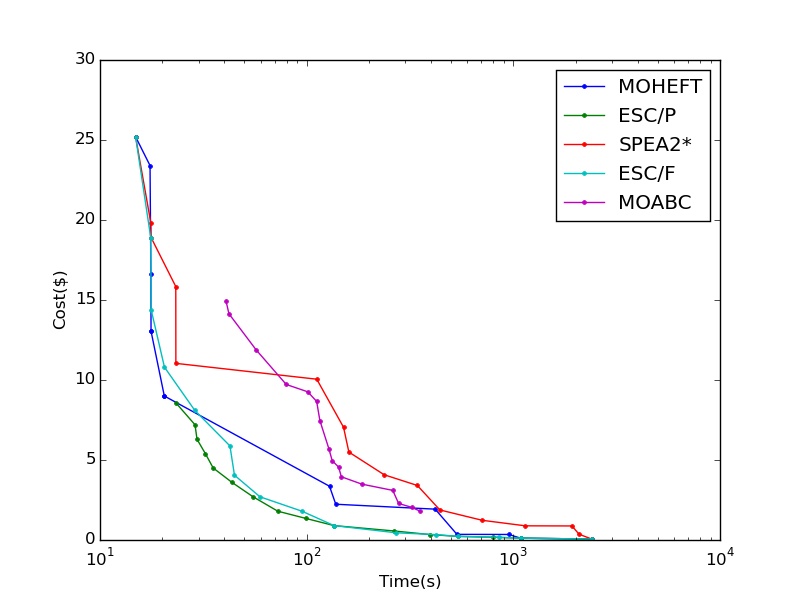 30
25
20
15
10
5
0
Cost($)
10^1
10^2
10^3
10^4
Time(s)
MOHEFT
ESC/P
SPEA2*
ESC/F
MOABC